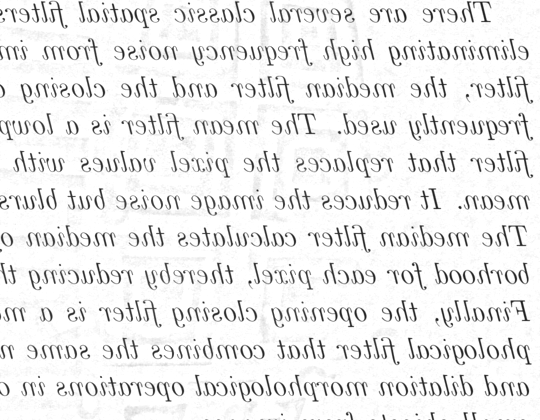 There are several classic spatial filters
eliminating high frequency noise from im
filter, the median filter and the closing
frequently used. The mean filter is a lowp
filter that replaces the pixel values with
mean. It reduces the image noise but blurs
The median filter calculates the median o
borhood for each pixel, thereby reducing th
Finally, the opening closing filter is a m
phological filter that combines the same n
and dilation morphological operations in o